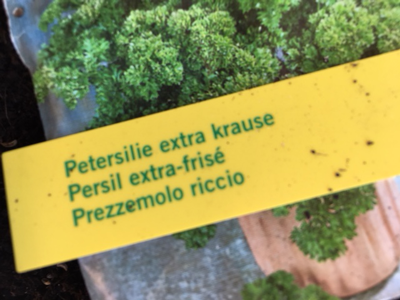 Petersilie extra krause
Persil extra-frisé
Prezzemolo riccio